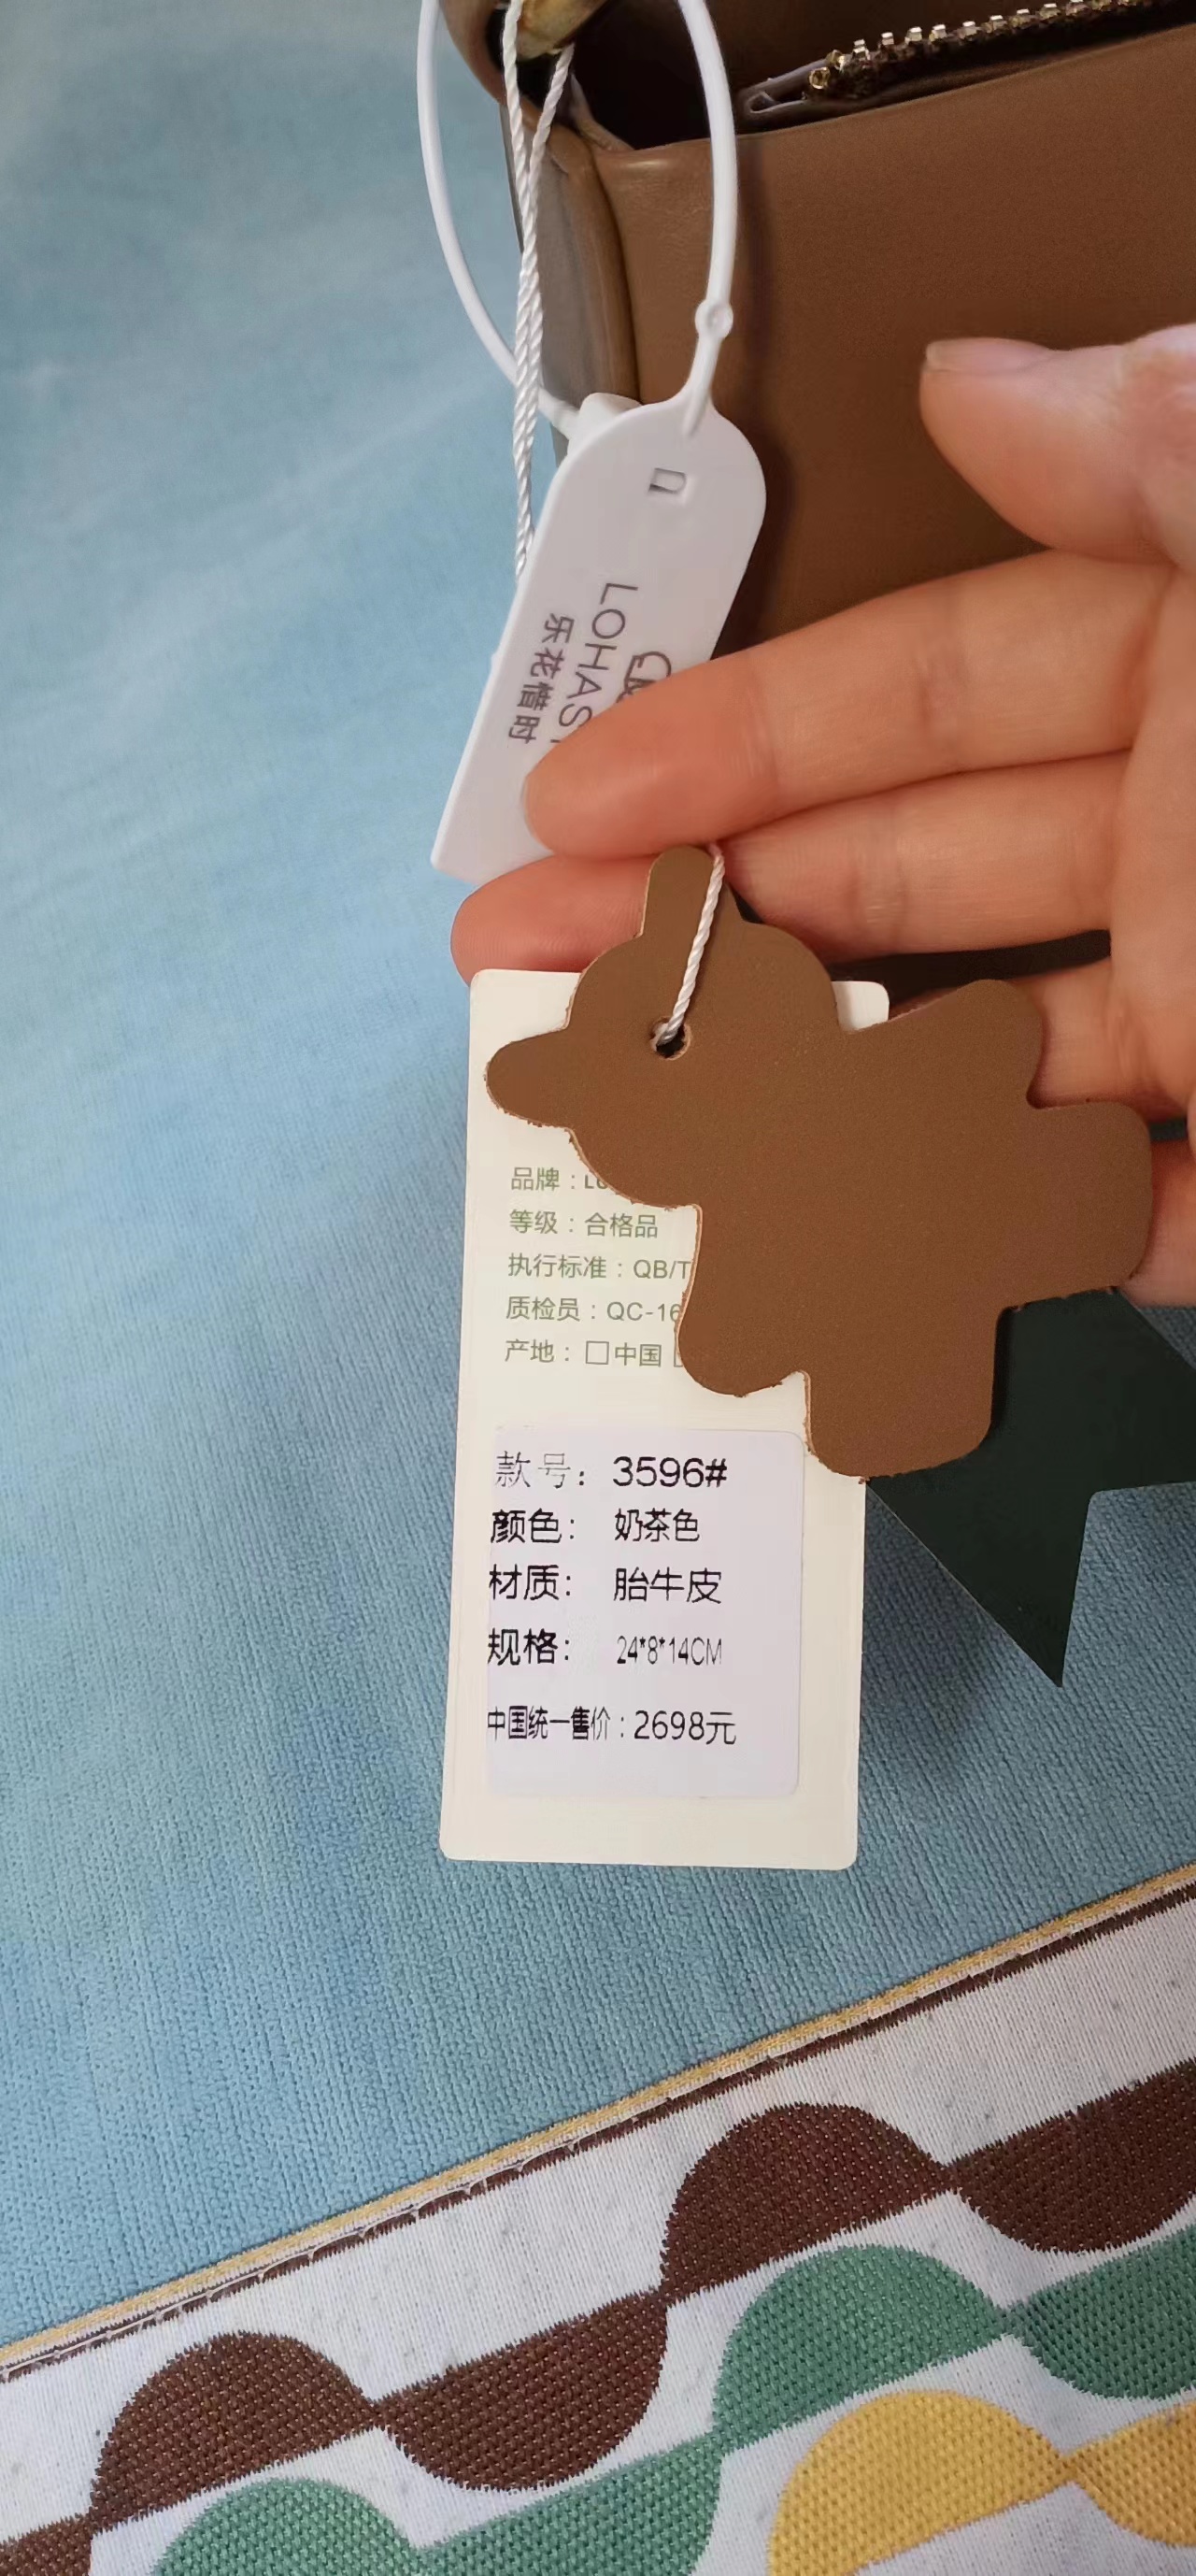 LOHAS
乐花惜时
品牌：
等级：合格品
执行标准：QB/T
质检员：QC-16
产地：□中国
款号：3596#
颜色：奶茶色
材质：胎牛皮
规格：24*8*14CM
中国统一售价：2698元